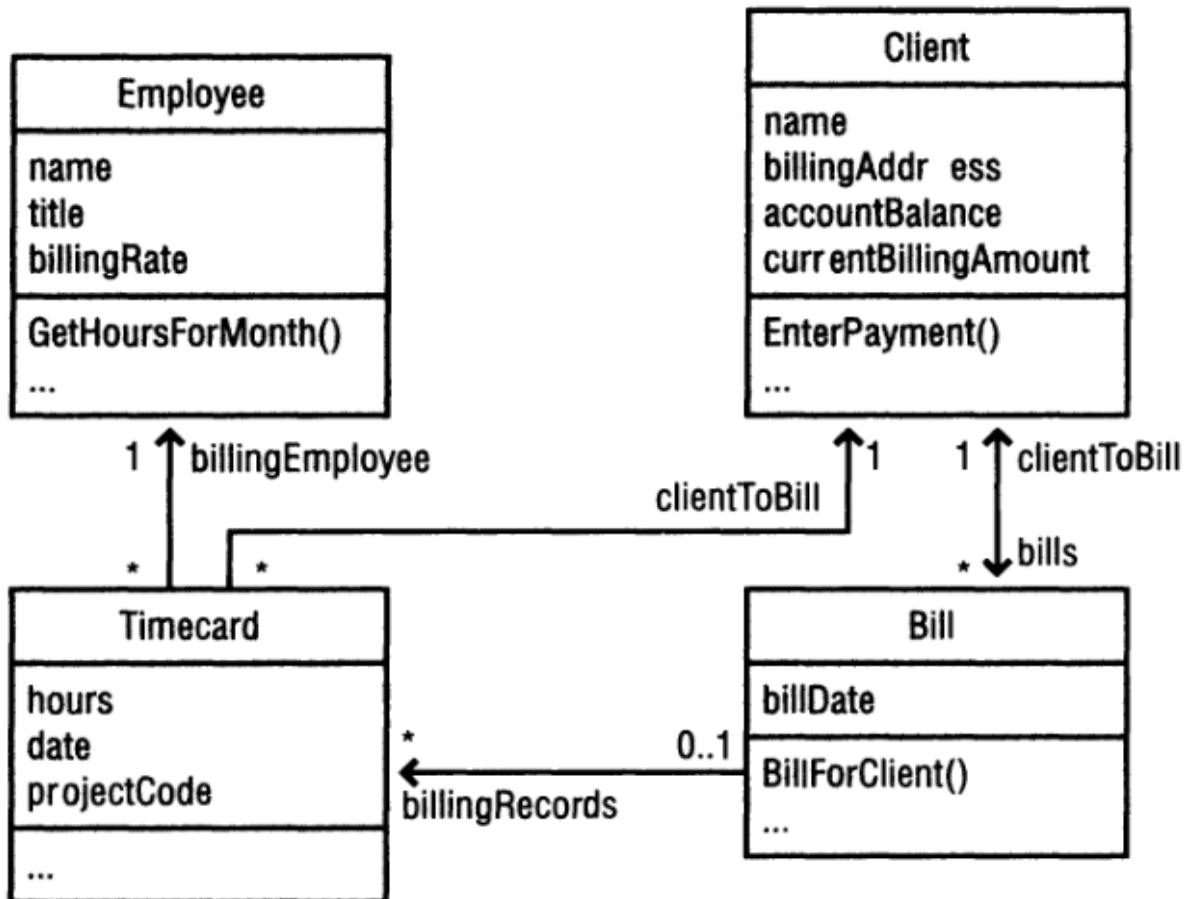 Employee
name
title
billingRate
GetHoursForMonth()
...
Client
name
billingAddr ess
accountBalance
curr entBillingAmount
EnterPayment()
...
1 billingEmployee
clientToBill
1
1 clientToBill
*
*
* bills
Timecard
hours
date
projectCode
...
* 0..1
billingRecords
Bill
billDate
BillForClient()
...